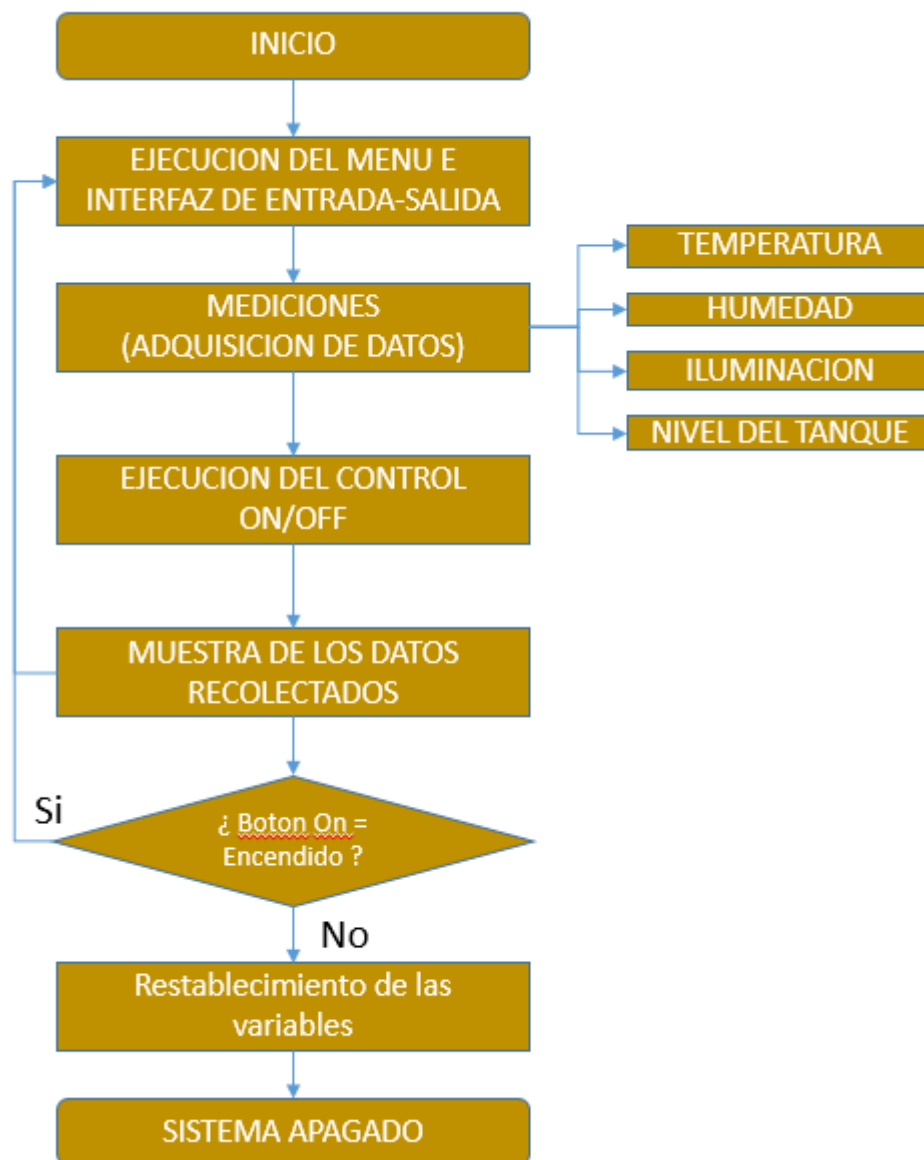 INICIO
EJECUCION DEL MENU E
INTERFAZ DE ENTRADA-SALIDA
MEDICIONES
(ADQUISICION DE DATOS)
TEMPERATURA
HUMEDAD
ILUMINACION
NIVEL DEL TANQUE
EJECUCION DEL CONTROL
ON/OFF
MUESTRA DE LOS DATOS
RECOLECTADOS
Si
¿ Boton On =
Encendido ?
No
Restablecimiento de las
variables
SISTEMA APAGADO